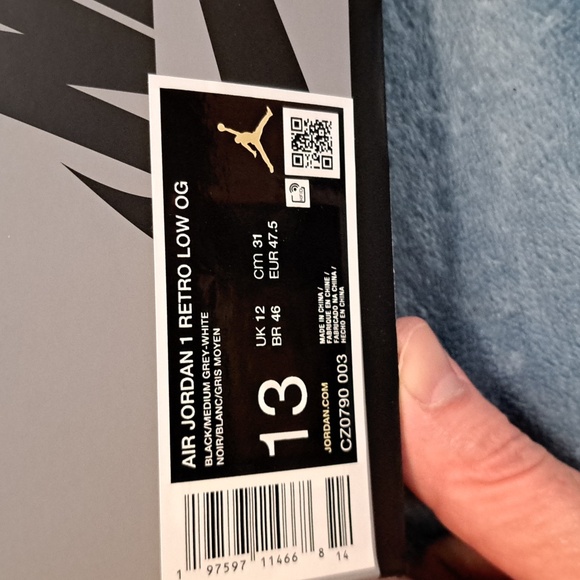 AIR JORDAN 1 RETRO LOW OG
BLACK/MEDIUM GREY-WHITE
NOIR/BLANC/GRIS MOYEN
13
UK 12
BR 46
cm 31
EUR 47.5
JORDAN.COM
CZ0790 003
MADE IN CHINA /
FABRIQUÉ EN CHINE /
FABRICADO NA CHINA /
HECHO EN CHINA
1 97597 11466 8 14